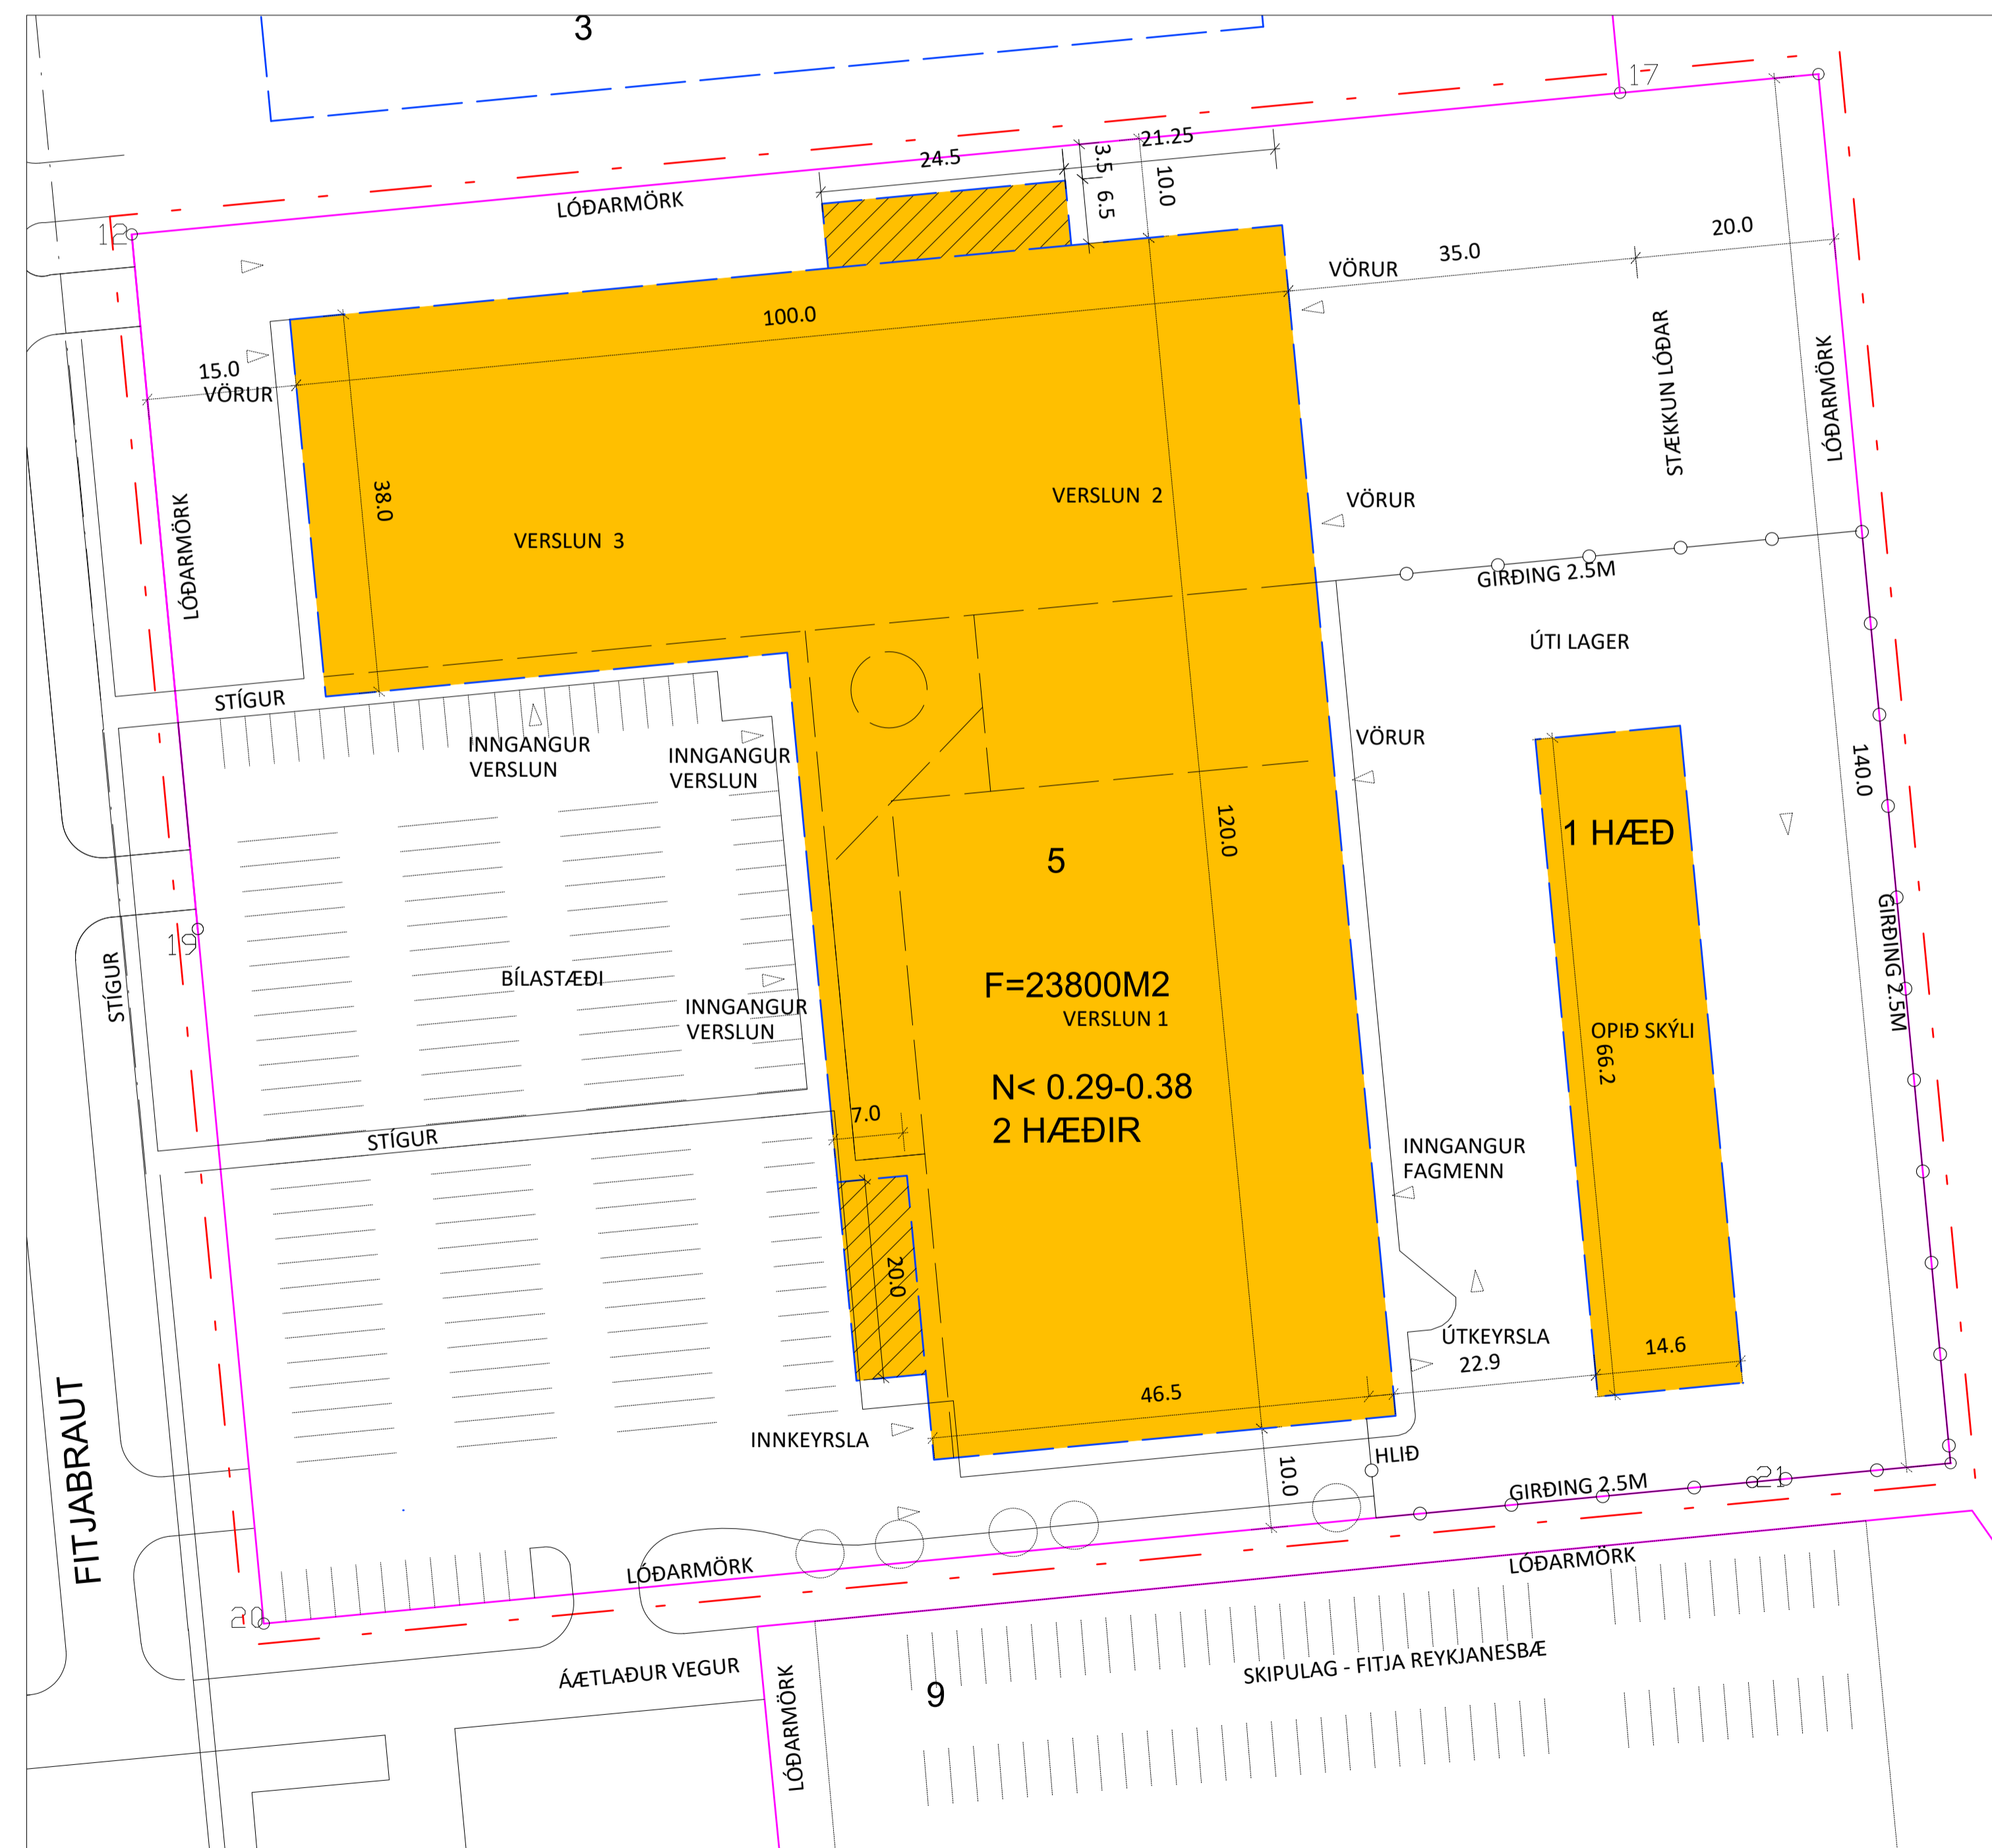 3
17
21.25
24.5
3.5
6.5
10.0
LÓÐARMÖRK
12
20.0
35.0
VÖRUR
100.0
15.0
VÖRUR
STÆKKUN LÓÐAR
LÓÐARMÖRK
38.0
VERSLUN 2
VÖRUR
VERSLUN 3
LÓÐARMÖRK
GIRÐING 2.5M
ÚTI LAGER
STÍGUR
INNGANGUR
VERSLUN
INNGANGUR
VERSLUN
VÖRUR
140.0
120.0
1 HÆÐ
5
19
STÍGUR
BÍLASTÆÐI
INNGANGUR
VERSLUN
F=23800M2
VERSLUN 1
GIRÐING 2.5M
OPIÐ SKÝLI
66.2
N< 0.29-0.38
2 HÆÐIR
7.0
STÍGUR
INNGANGUR
FAGMENN
20.0
ÚTKEYRSLA
22.9
14.6
46.5
FITJABRAUT
INNKEYRSLA
HLIÐ
10.0
GIRÐING 2.5M
21
LÓÐARMÖRK
LÓÐARMÖRK
20
ÁÆTLAÐUR VEGUR
SKIPULAG - FITJA REYKJANESBÆ
9
LÓÐARMÖRK